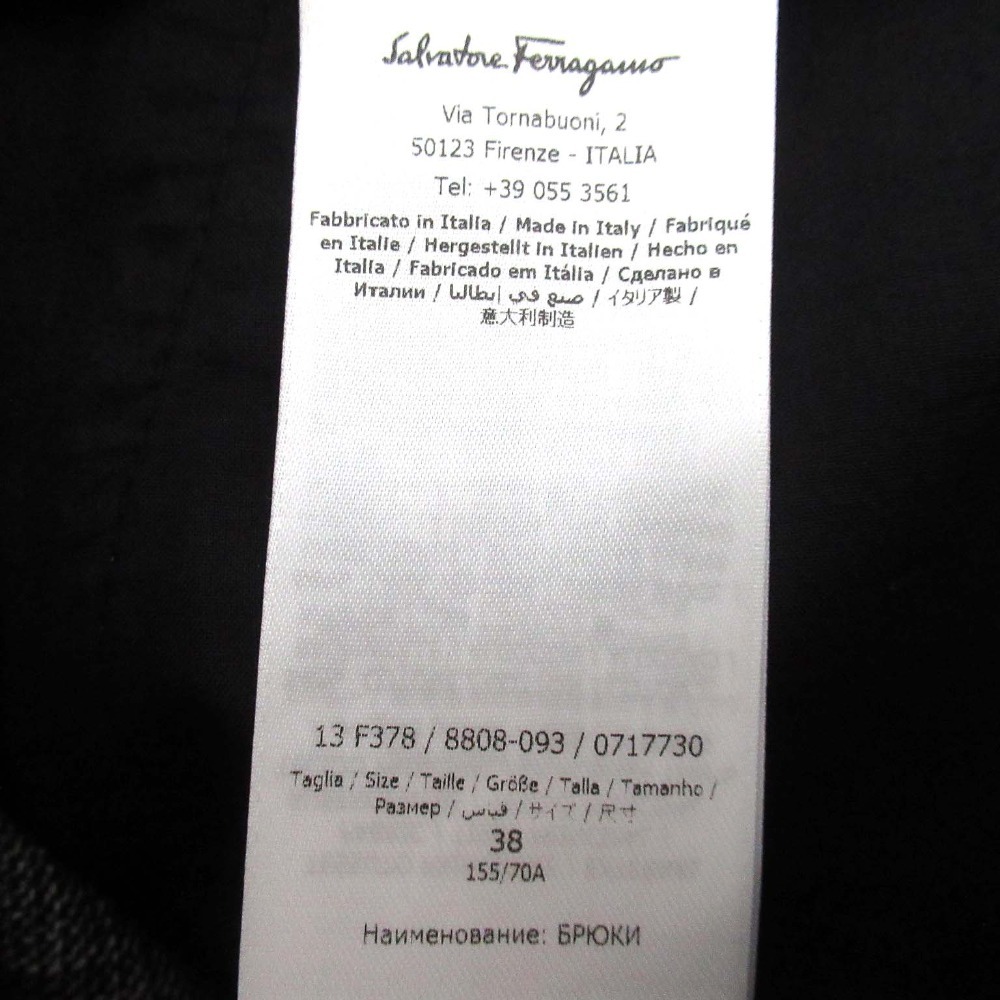 Salvatore Ferragamo
Via Tornabuoni, 2
50123 Firenze - ITALIA
Tel: +39 055 3561
Fabbricato in Italia / Made in Italy / Fabriqué
en Italie / Hergestellt in Italien / Hecho en
Italia / Fabricado em Itália / Сделано в
Италии / صنع في إيطاليا / イタリア製 /
意大利制造
13 F378 / 8808-093 / 0717730
Taglia / Size / Taille / Größe / Talla / Tamanho /
Размер / قياس / サイズ / 尺寸
38
155/70A
Наименование: БРЮКИ